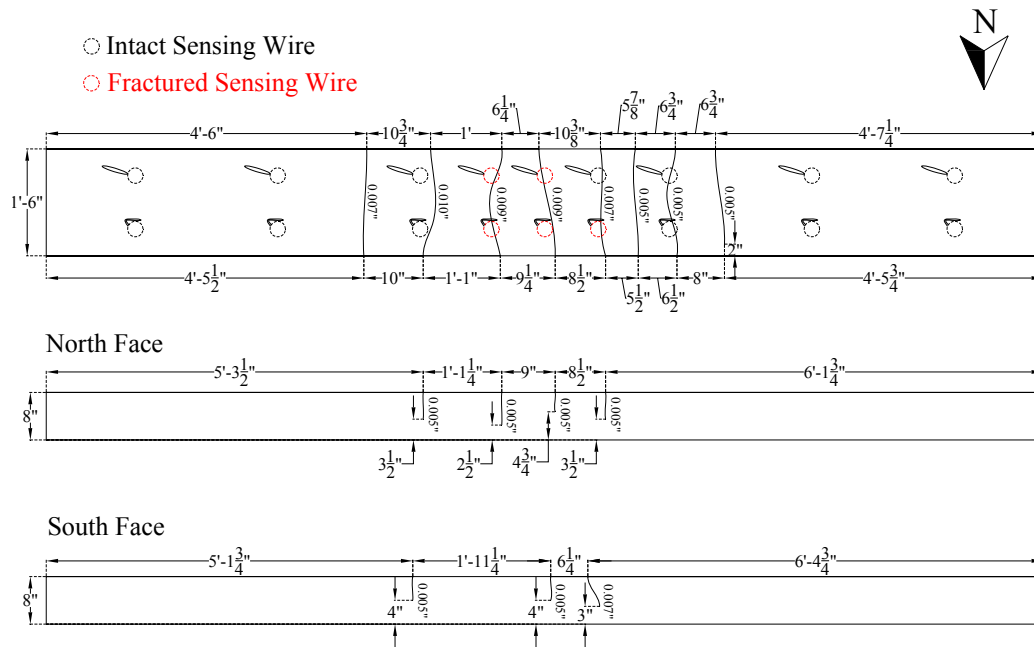 N
Intact Sensing Wire
Fractured Sensing Wire
4'-6" 10 3/4" 1' 6 1/4" 10 3/8" 5 7/8" 6 3/4" 6 3/4" 4'-7 1/4"
1'-6"
0.007" 0.010" 0.009" 0.009" 0.007" 0.005" 0.005" 0.005"
2"
4'-5 1/2" 10" 1'-1" 9 1/4" 8 1/2" 5 1/2" 6 1/2" 8" 4'-5 3/4"
North Face
5'-3 1/2" 1'-1 1/4" 9" 8 1/2" 6'-1 3/4"
8"
0.005" 0.005" 0.005" 0.005"
3 1/2" 2 1/2" 4 3/4" 3 1/2"
South Face
5'-1 3/4" 1'-11 1/4" 6 1/4" 6'-4 3/4"
8"
0.005" 0.005" 0.007"
4" 4" 3"